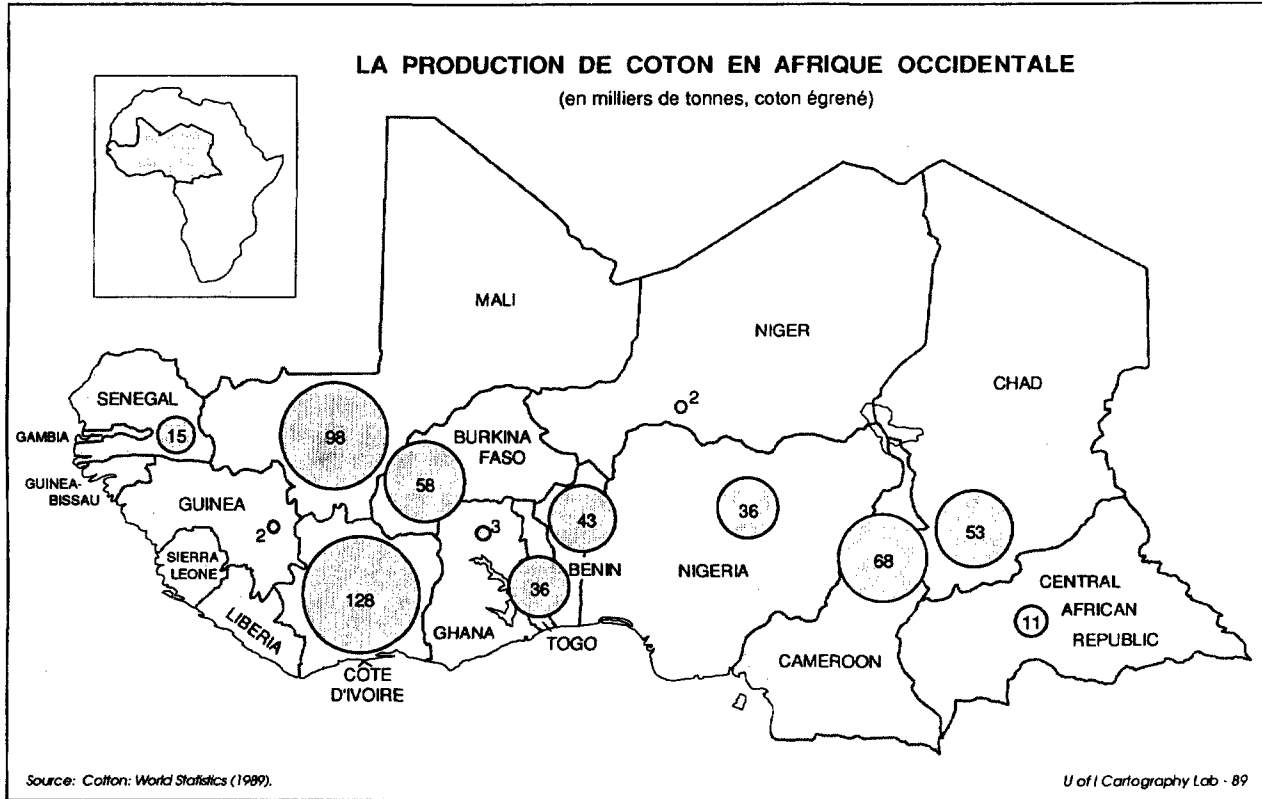 LA PRODUCTION DE COTON EN AFRIQUE OCCIDENTALE
(en milliers de tonnes, coton égrené)
MALI
NIGER
CHAD
SENEGAL
GAMBIA
15
98
2
BURKINA
FASO
58
GUINEA-
BISSAU
GUINEA
2
3
43
36
53
SIERRA
LEONE
128
36
BENIN
NIGERIA
68
CENTRAL
AFRICAN
REPUBLIC
11
LIBERIA
GHANA
TOGO
CAMEROON
CÔTE
D'IVOIRE
Source: Cotton: World Statistics (1989).
U of I Cartography Lab - 89